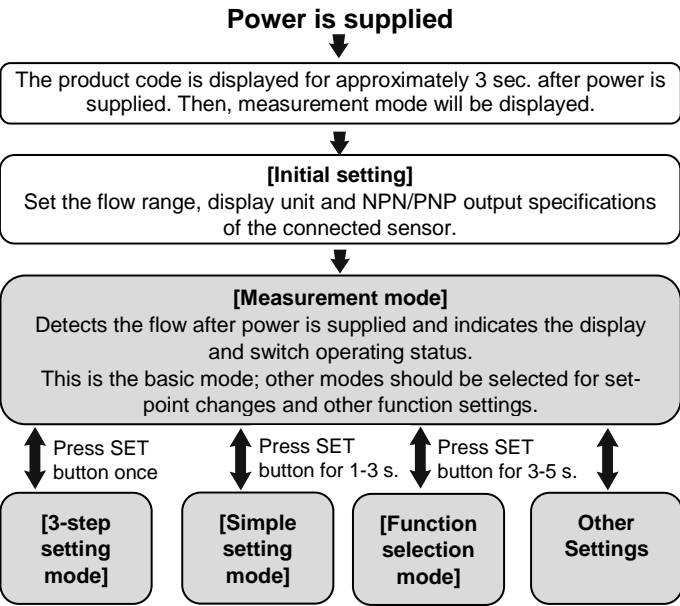 Power is supplied
The product code is displayed for approximately 3 sec. after power is
supplied. Then, measurement mode will be displayed.
[Initial setting]
Set the flow range, display unit and NPN/PNP output specifications
of the connected sensor.
[Measurement mode]
Detects the flow after power is supplied and indicates the display
and switch operating status.
This is the basic mode; other modes should be selected for set-
point changes and other function settings.
Press SET
button once
Press SET
button for 1-3 s.
Press SET
button for 3-5 s.
[3-step
setting
mode]
[Simple
setting
mode]
[Function
selection
mode]
Other
Settings